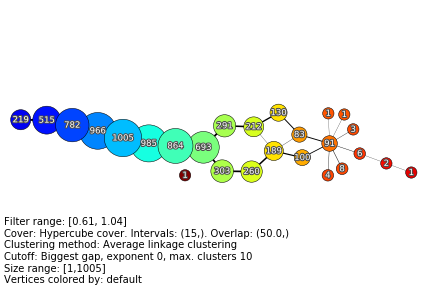 130
1 1
291 212 3
219 515 782 966 1005 985 864 693 83 91
189 100 6 2 1
303 260 4 8
1
Filter range: [0.61, 1.04]
Cover: Hypercube cover. Intervals: (15,). Overlap: (50.0,)
Clustering method: Average linkage clustering
Cutoff: Biggest gap, exponent 0, max. clusters 10
Size range: [1,1005]
Vertices colored by: default